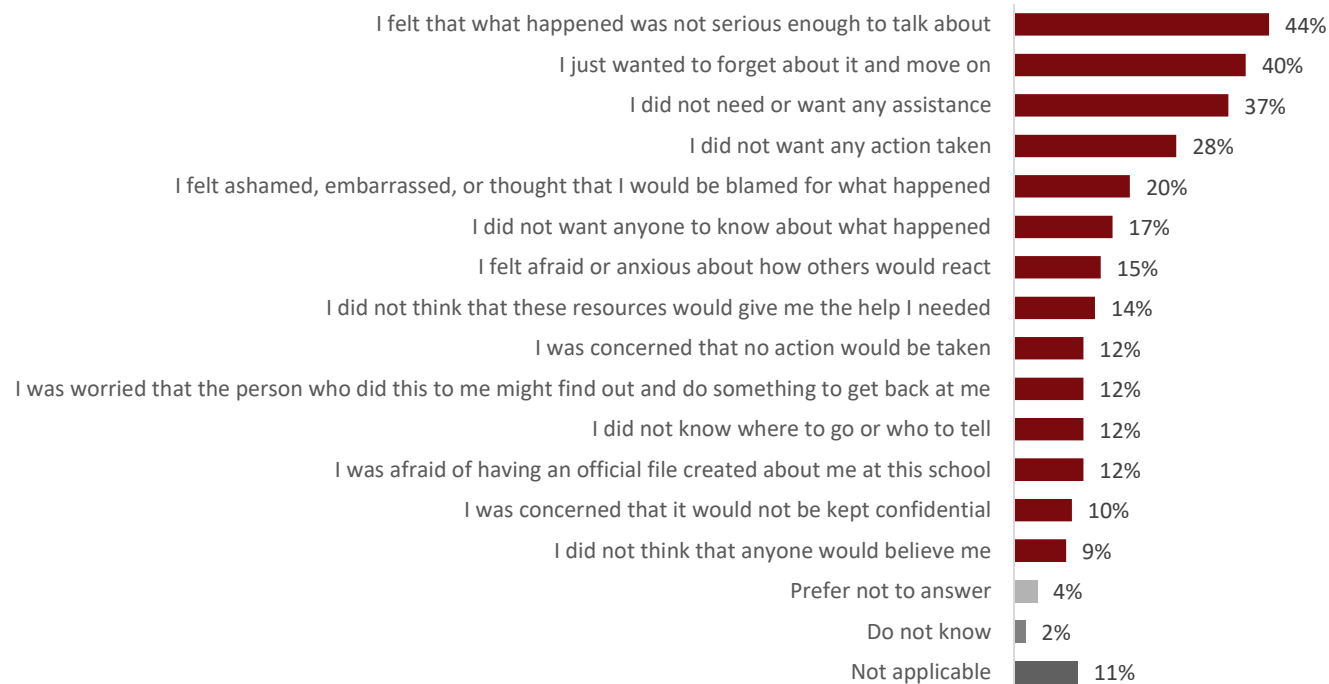 I felt that what happened was not serious enough to talk about 44%
I just wanted to forget about it and move on 40%
I did not need or want any assistance 37%
I did not want any action taken 28%
I felt ashamed, embarrassed, or thought that I would be blamed for what happened 20%
I did not want anyone to know about what happened 17%
I felt afraid or anxious about how others would react 15%
I did not think that these resources would give me the help I needed 14%
I was concerned that no action would be taken 12%
I was worried that the person who did this to me might find out and do something to get back at me 12%
I did not know where to go or who to tell 12%
I was afraid of having an official file created about me at this school 12%
I was concerned that it would not be kept confidential 10%
I did not think that anyone would believe me 9%
Prefer not to answer 4%
Do not know 2%
Not applicable 11%